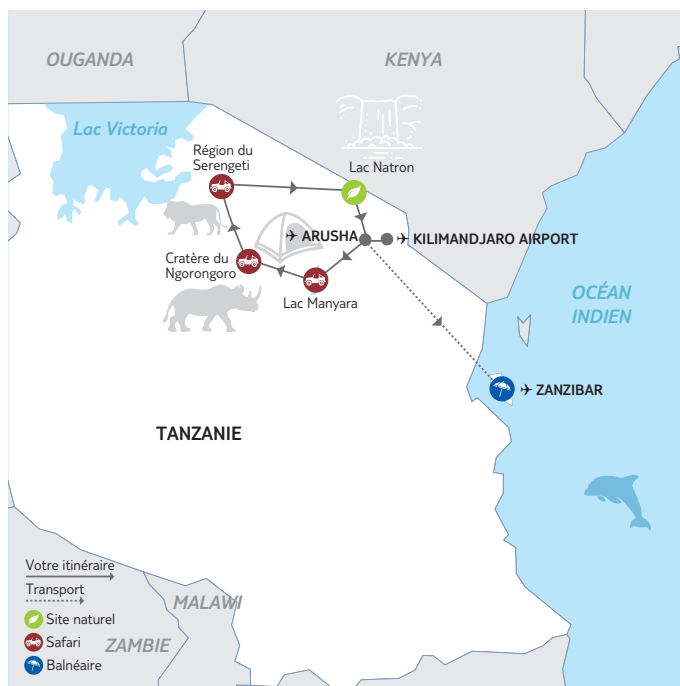 OUGANDA
KENYA
Lac Victoria
Région du
Serengeti
Lac Natron
ARUSHA
KILIMANDJARO AIRPORT
Cratère du
Ngorongoro
Lac Manyara
OCÉAN
INDIEN
ZANZIBAR
TANZANIE
Votre itinéraire
Transport
Site naturel
Safari
Balnéaire
MALAWI
ZAMBIE